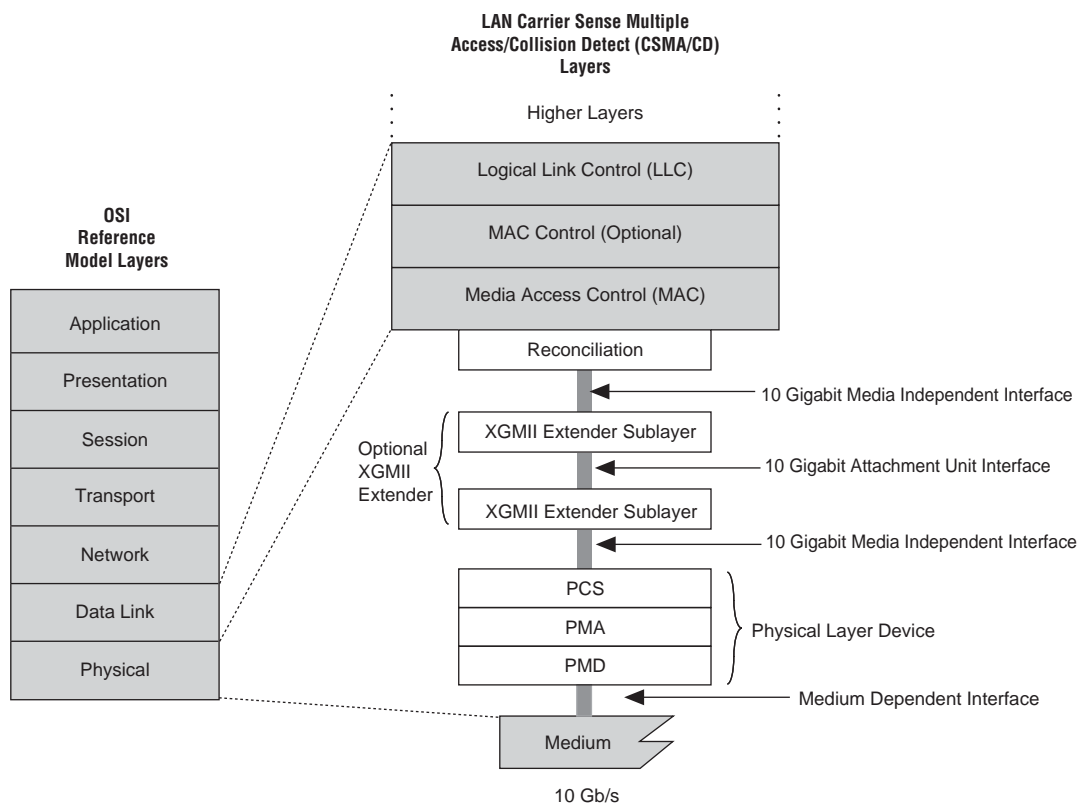 LAN Carrier Sense Multiple
Access/Collision Detect (CSMA/CD)
Layers
Higher Layers
Logical Link Control (LLC)
MAC Control (Optional)
Media Access Control (MAC)
Reconciliation
OSI
Reference
Model Layers
Application
Presentation
Session
Transport
Network
Data Link
Physical
10 Gigabit Media Independent Interface
Optional
XGMII
Extender
XGMII Extender Sublayer
10 Gigabit Attachment Unit Interface
XGMII Extender Sublayer
10 Gigabit Media Independent Interface
PCS
PMA
PMD
Physical Layer Device
Medium Dependent Interface
Medium
10 Gb/s